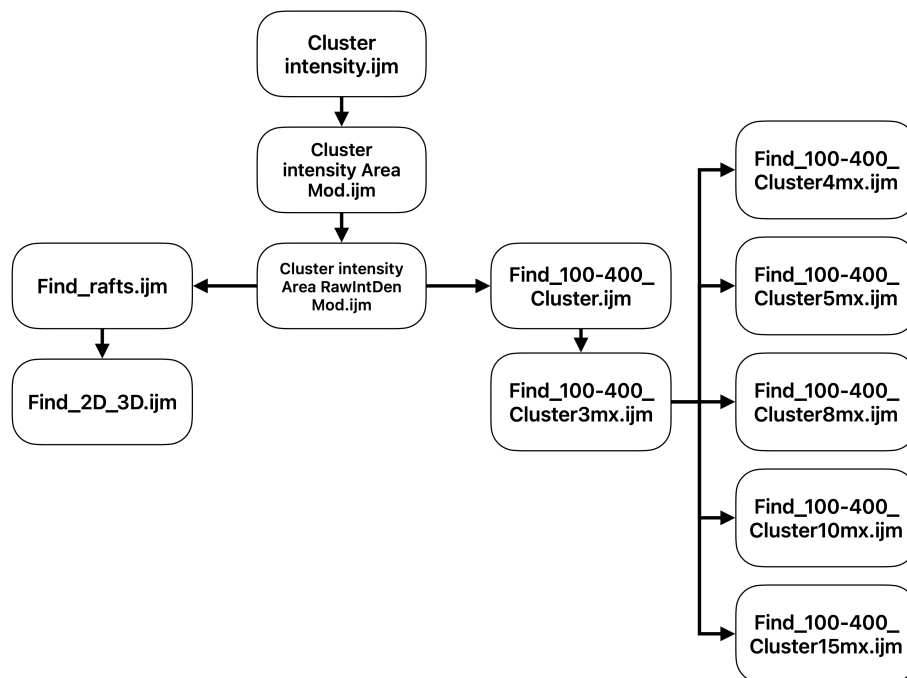 Cluster
intensity.ijm
Cluster
intensity Area
Mod.ijm
Cluster intensity
Area RawIntDen
Mod.ijm
Find_rafts.ijm
Find_2D_3D.ijm
Find_100-400_
Cluster.ijm
Find_100-400_
Cluster3mx.ijm
Find_100-400_
Cluster4mx.ijm
Find_100-400_
Cluster5mx.ijm
Find_100-400_
Cluster8mx.ijm
Find_100-400_
Cluster10mx.ijm
Find_100-400_
Cluster15mx.ijm